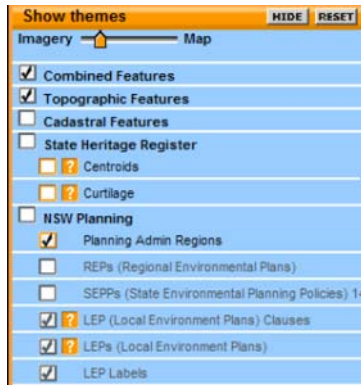 Show themes HIDE RESET
Imagery Map
Combined Features
Topographic Features
Cadastral Features
State Heritage Register
? Centroids
? Curtilage
NSW Planning
Planning Admin Regions
REPs (Regional Environmental Plans)
SEPPs (State Environmental Planning Policies) 14
? LEP (Local Environment Plans) Clauses
? LEPs (Local Environment Plans)
LEP Labels